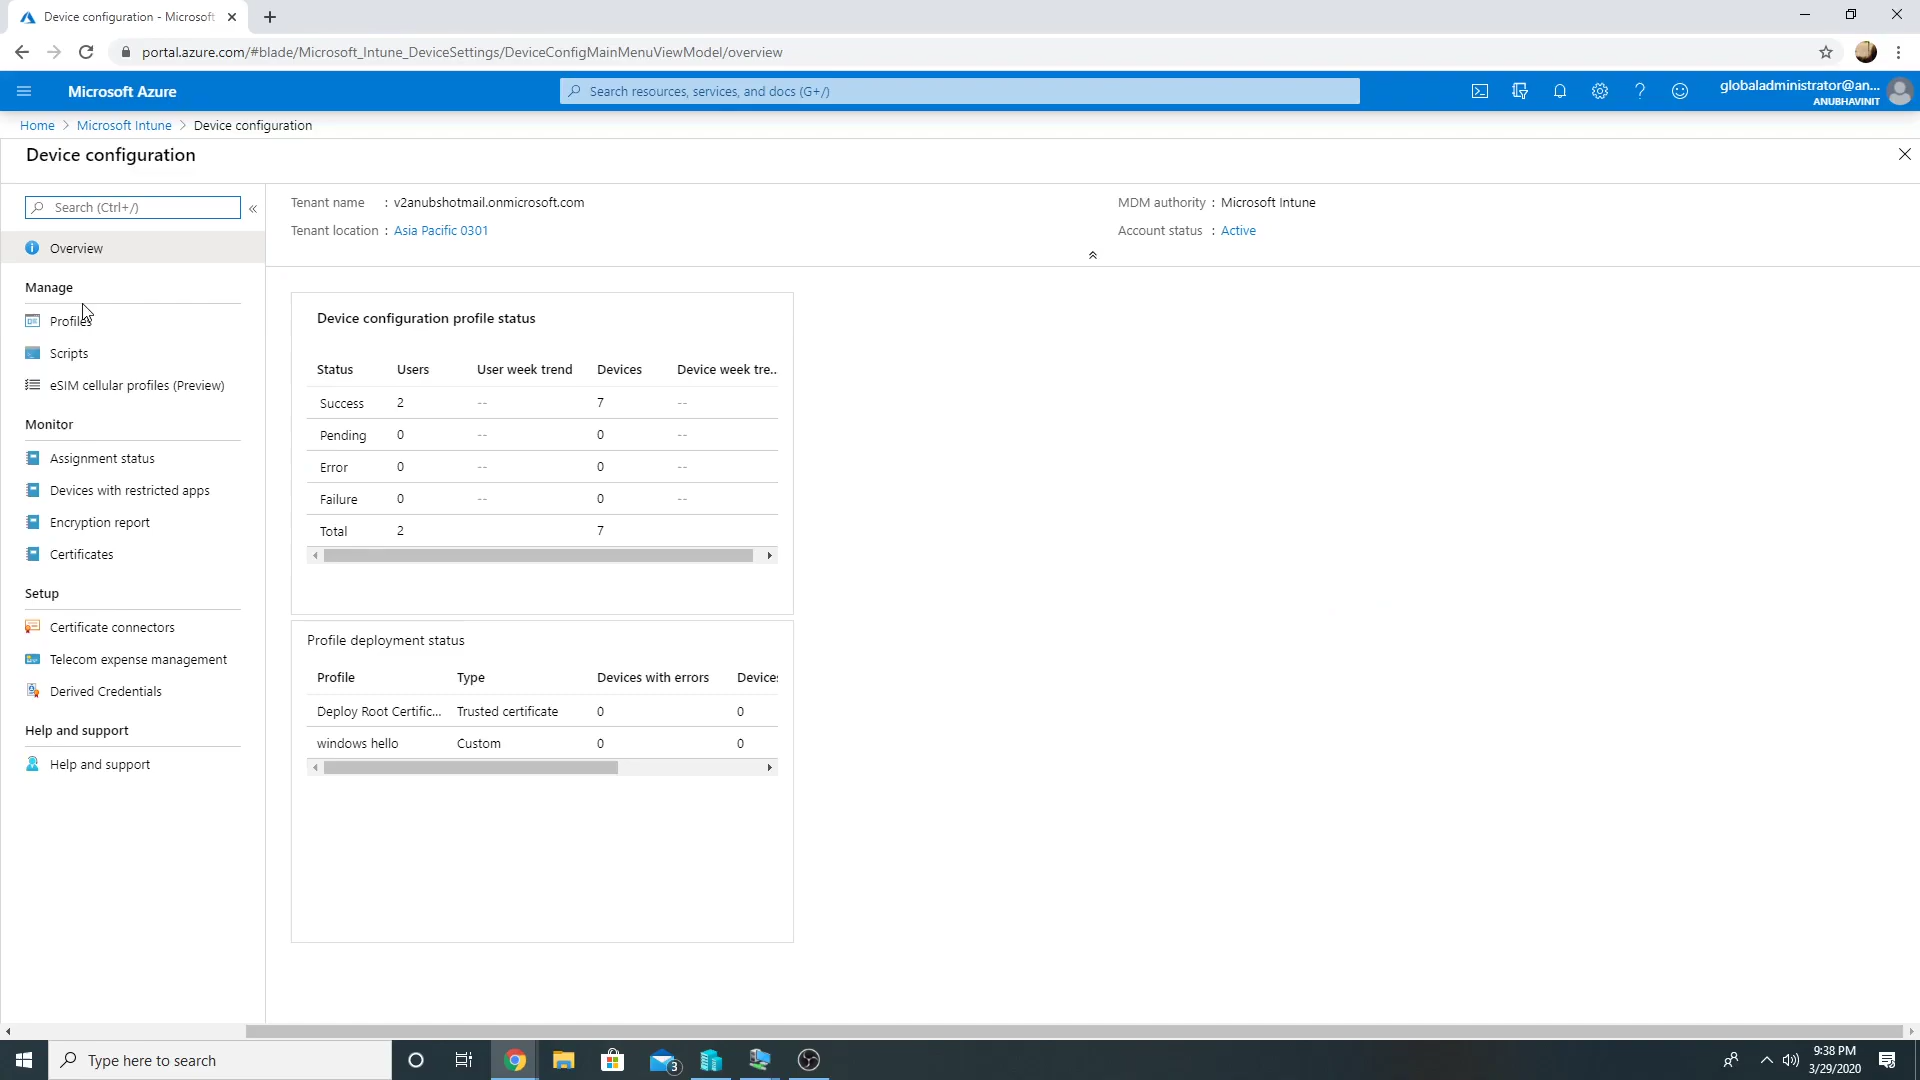 Device configuration - Microsoft
portal.azure.com/#blade/Microsoft_Intune_DeviceSettings/DeviceConfigMainMenuViewModel/overview
Microsoft Azure
Search resources, services, and docs (G+/)
globaladministrator@an...
ANUBHAVINIT
Home > Microsoft Intune > Device configuration
Device configuration
Search (Ctrl+/)
Overview
Manage
Profiles
Scripts
eSIM cellular profiles (Preview)
Monitor
Assignment status
Devices with restricted apps
Encryption report
Certificates
Setup
Certificate connectors
Telecom expense management
Derived Credentials
Help and support
Help and support
Tenant name : v2anubshotmail.onmicrosoft.com
Tenant location : Asia Pacific 0301
MDM authority : Microsoft Intune
Account status : Active
Device configuration profile status
Status Users User week trend Devices Device week tre..
Success 2 -- 7 --
Pending 0 -- 0 --
Error 0 -- 0 --
Failure 0 -- 0 --
Total 2 7
Profile deployment status
Profile Type Devices with errors Devices
Deploy Root Certific... Trusted certificate 0 0
windows hello Custom 0 0
Type here to search
3
9:38 PM
3/29/2020